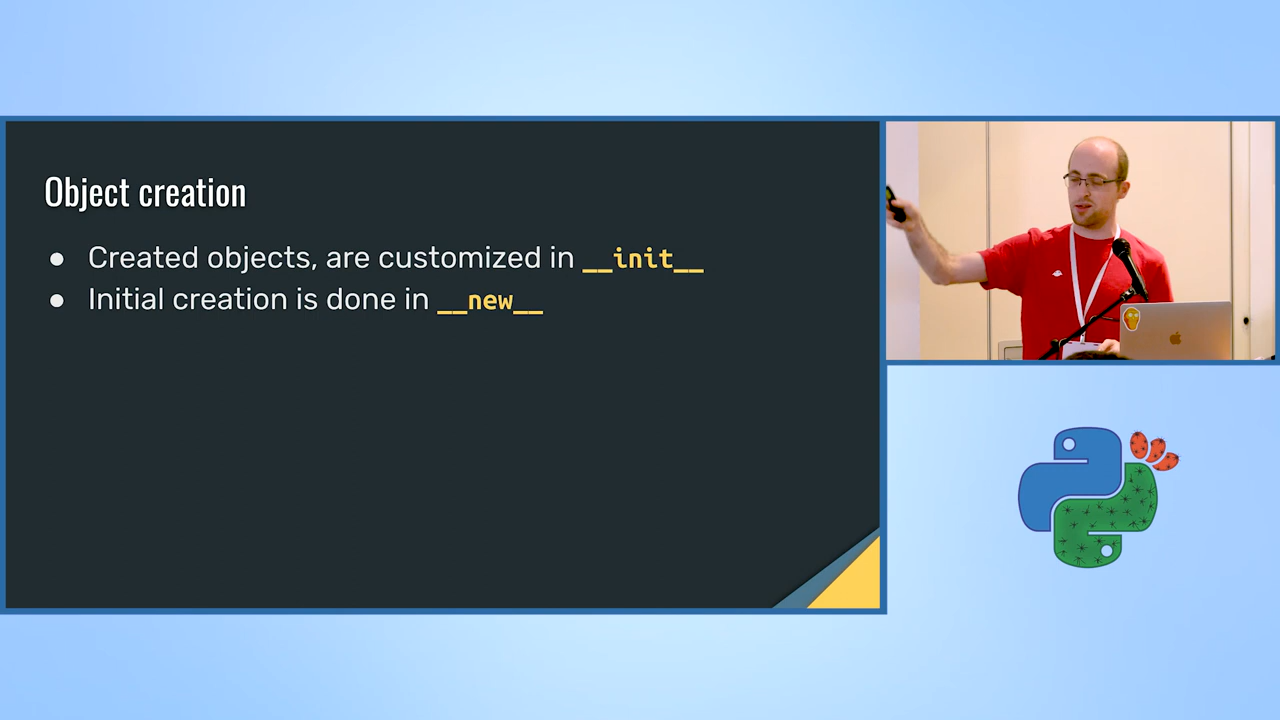 Object creation
● Created objects, are customized in __init__
● Initial creation is done in __new__